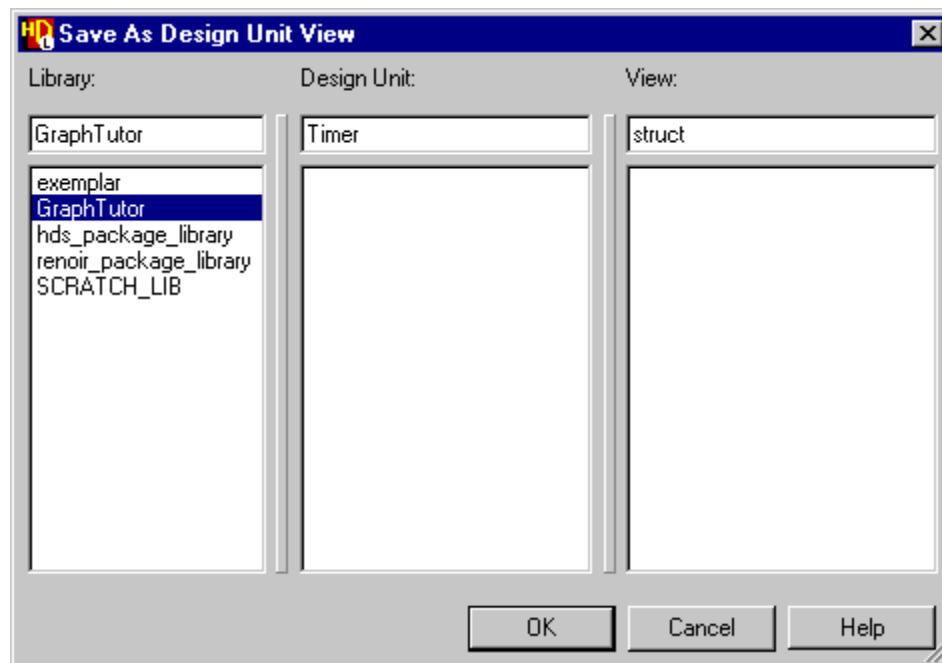 HD L Save As Design Unit View
Library: Design Unit: View:
GraphTutor Timer struct
exemplar
GraphTutor
hds_package_library
renoir_package_library
SCRATCH_LIB
OK Cancel Help